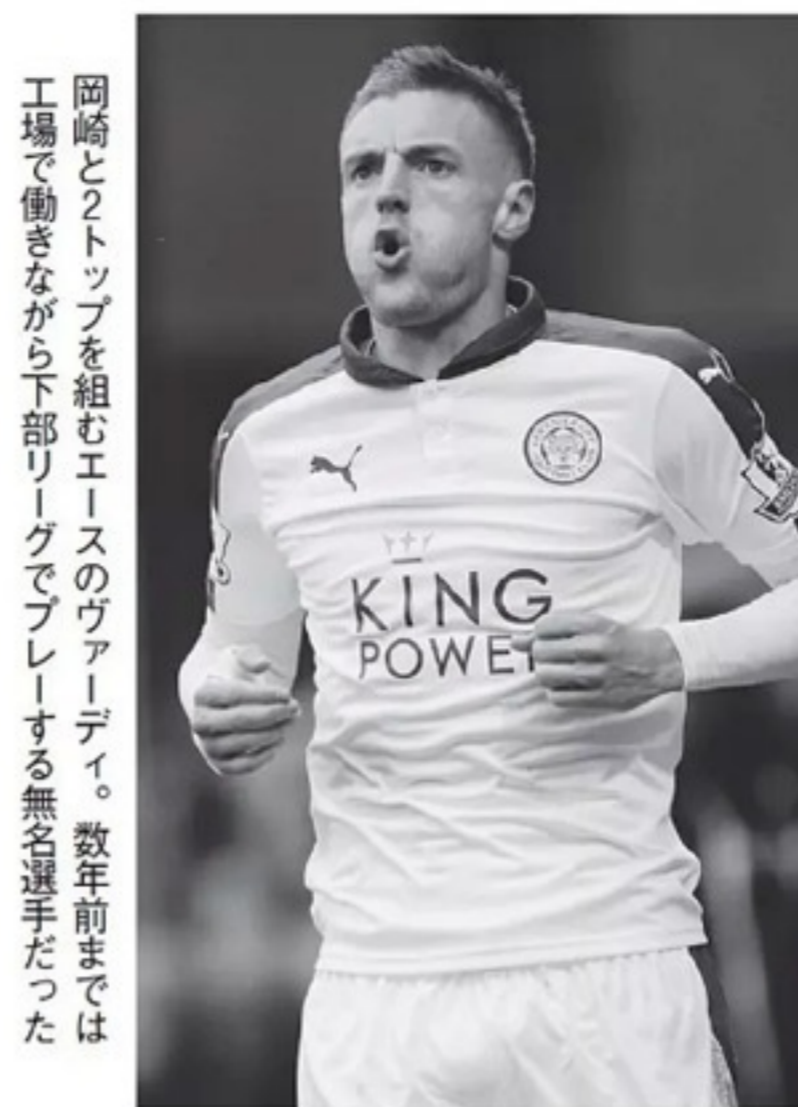 岡崎と2トップを組むエースのヴァーディ。数年前までは
工場で働きながら下部リーグでプレーする無名選手だった
KING
POWER